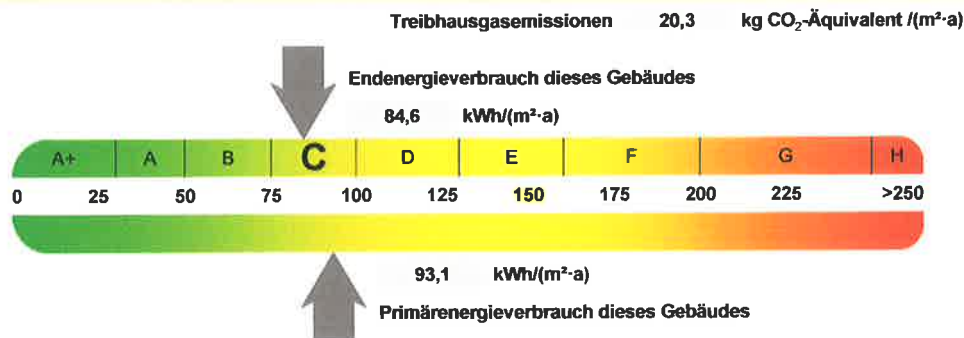 Treibhausgasemissionen 20,3 kg CO₂-Äquivalent /(m²·a)
Endenergieverbrauch dieses Gebäudes
84,6 kWh/(m²·a)
A+ A B C D E F G H
0 25 50 75 100 125 150 175 200 225 >250
93,1 kWh/(m²·a)
Primärenergieverbrauch dieses Gebäudes